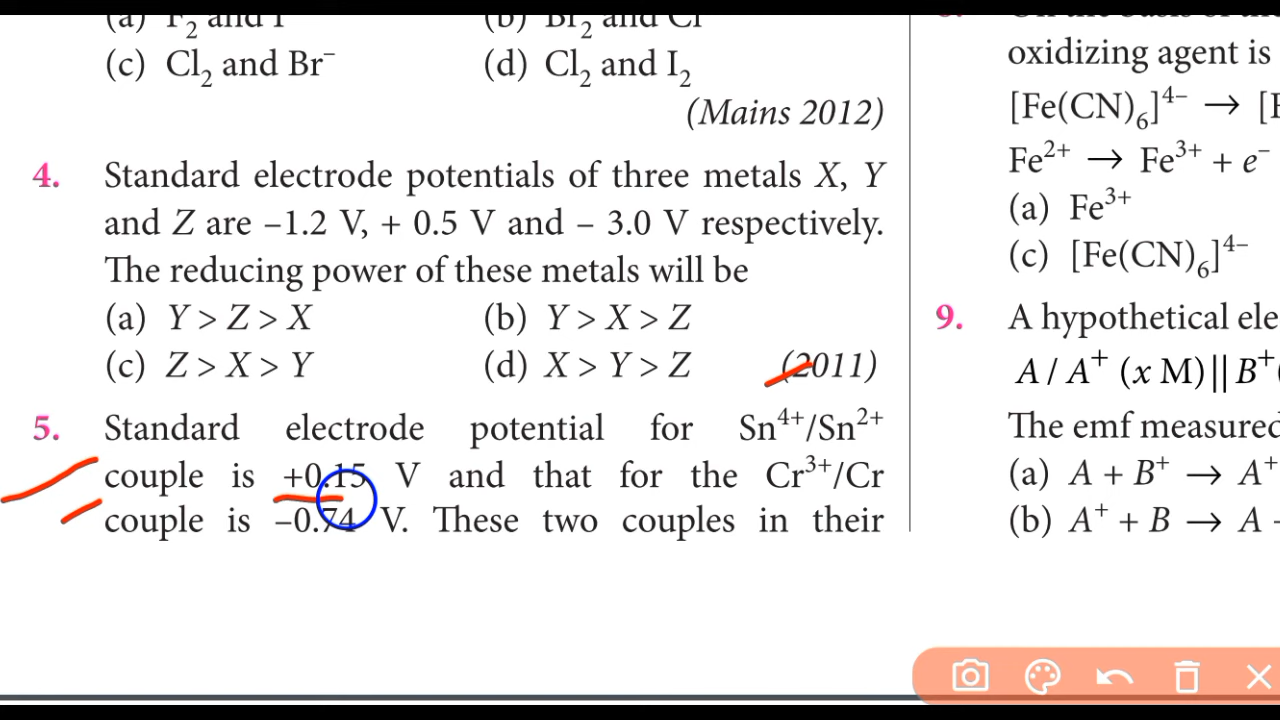 (c) Cl₂ and Br⁻ (d) Cl₂ and I₂
(Mains 2012)
4. Standard electrode potentials of three metals X, Y
and Z are –1.2 V, + 0.5 V and – 3.0 V respectively.
The reducing power of these metals will be
(a) Y > Z > X (b) Y > X > Z
(c) Z > X > Y (d) X > Y > Z (2011)
5. Standard electrode potential for Sn⁴⁺/Sn²⁺
couple is +0.15 V and that for the Cr³⁺/Cr
couple is –0.74 V. These two couples in their
oxidizing agent is
[Fe(CN)₆]⁴⁻ → [
Fe²⁺ → Fe³⁺ + e⁻
(a) Fe³⁺
(c) [Fe(CN)₆]⁴⁻
9. A hypothetical ele
A / A⁺ (x M) || B⁺
The emf measured
(a) A + B⁺ → A⁺
(b) A⁺ + B → A